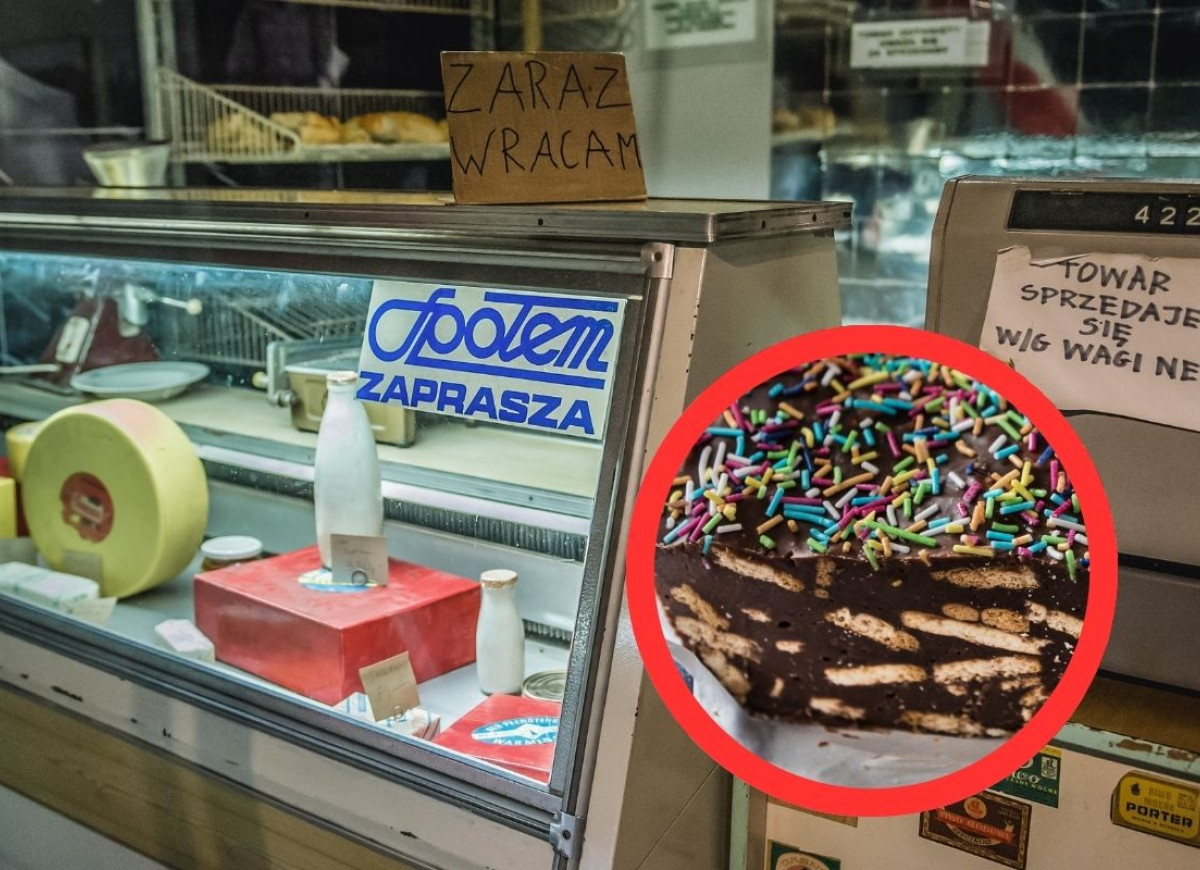 ZARAZ
WRACAM
422
TOWAR
SPRZEDAJE
SIĘ
W/G WAGI NE
Społem
ZAPRASZA
PORTER